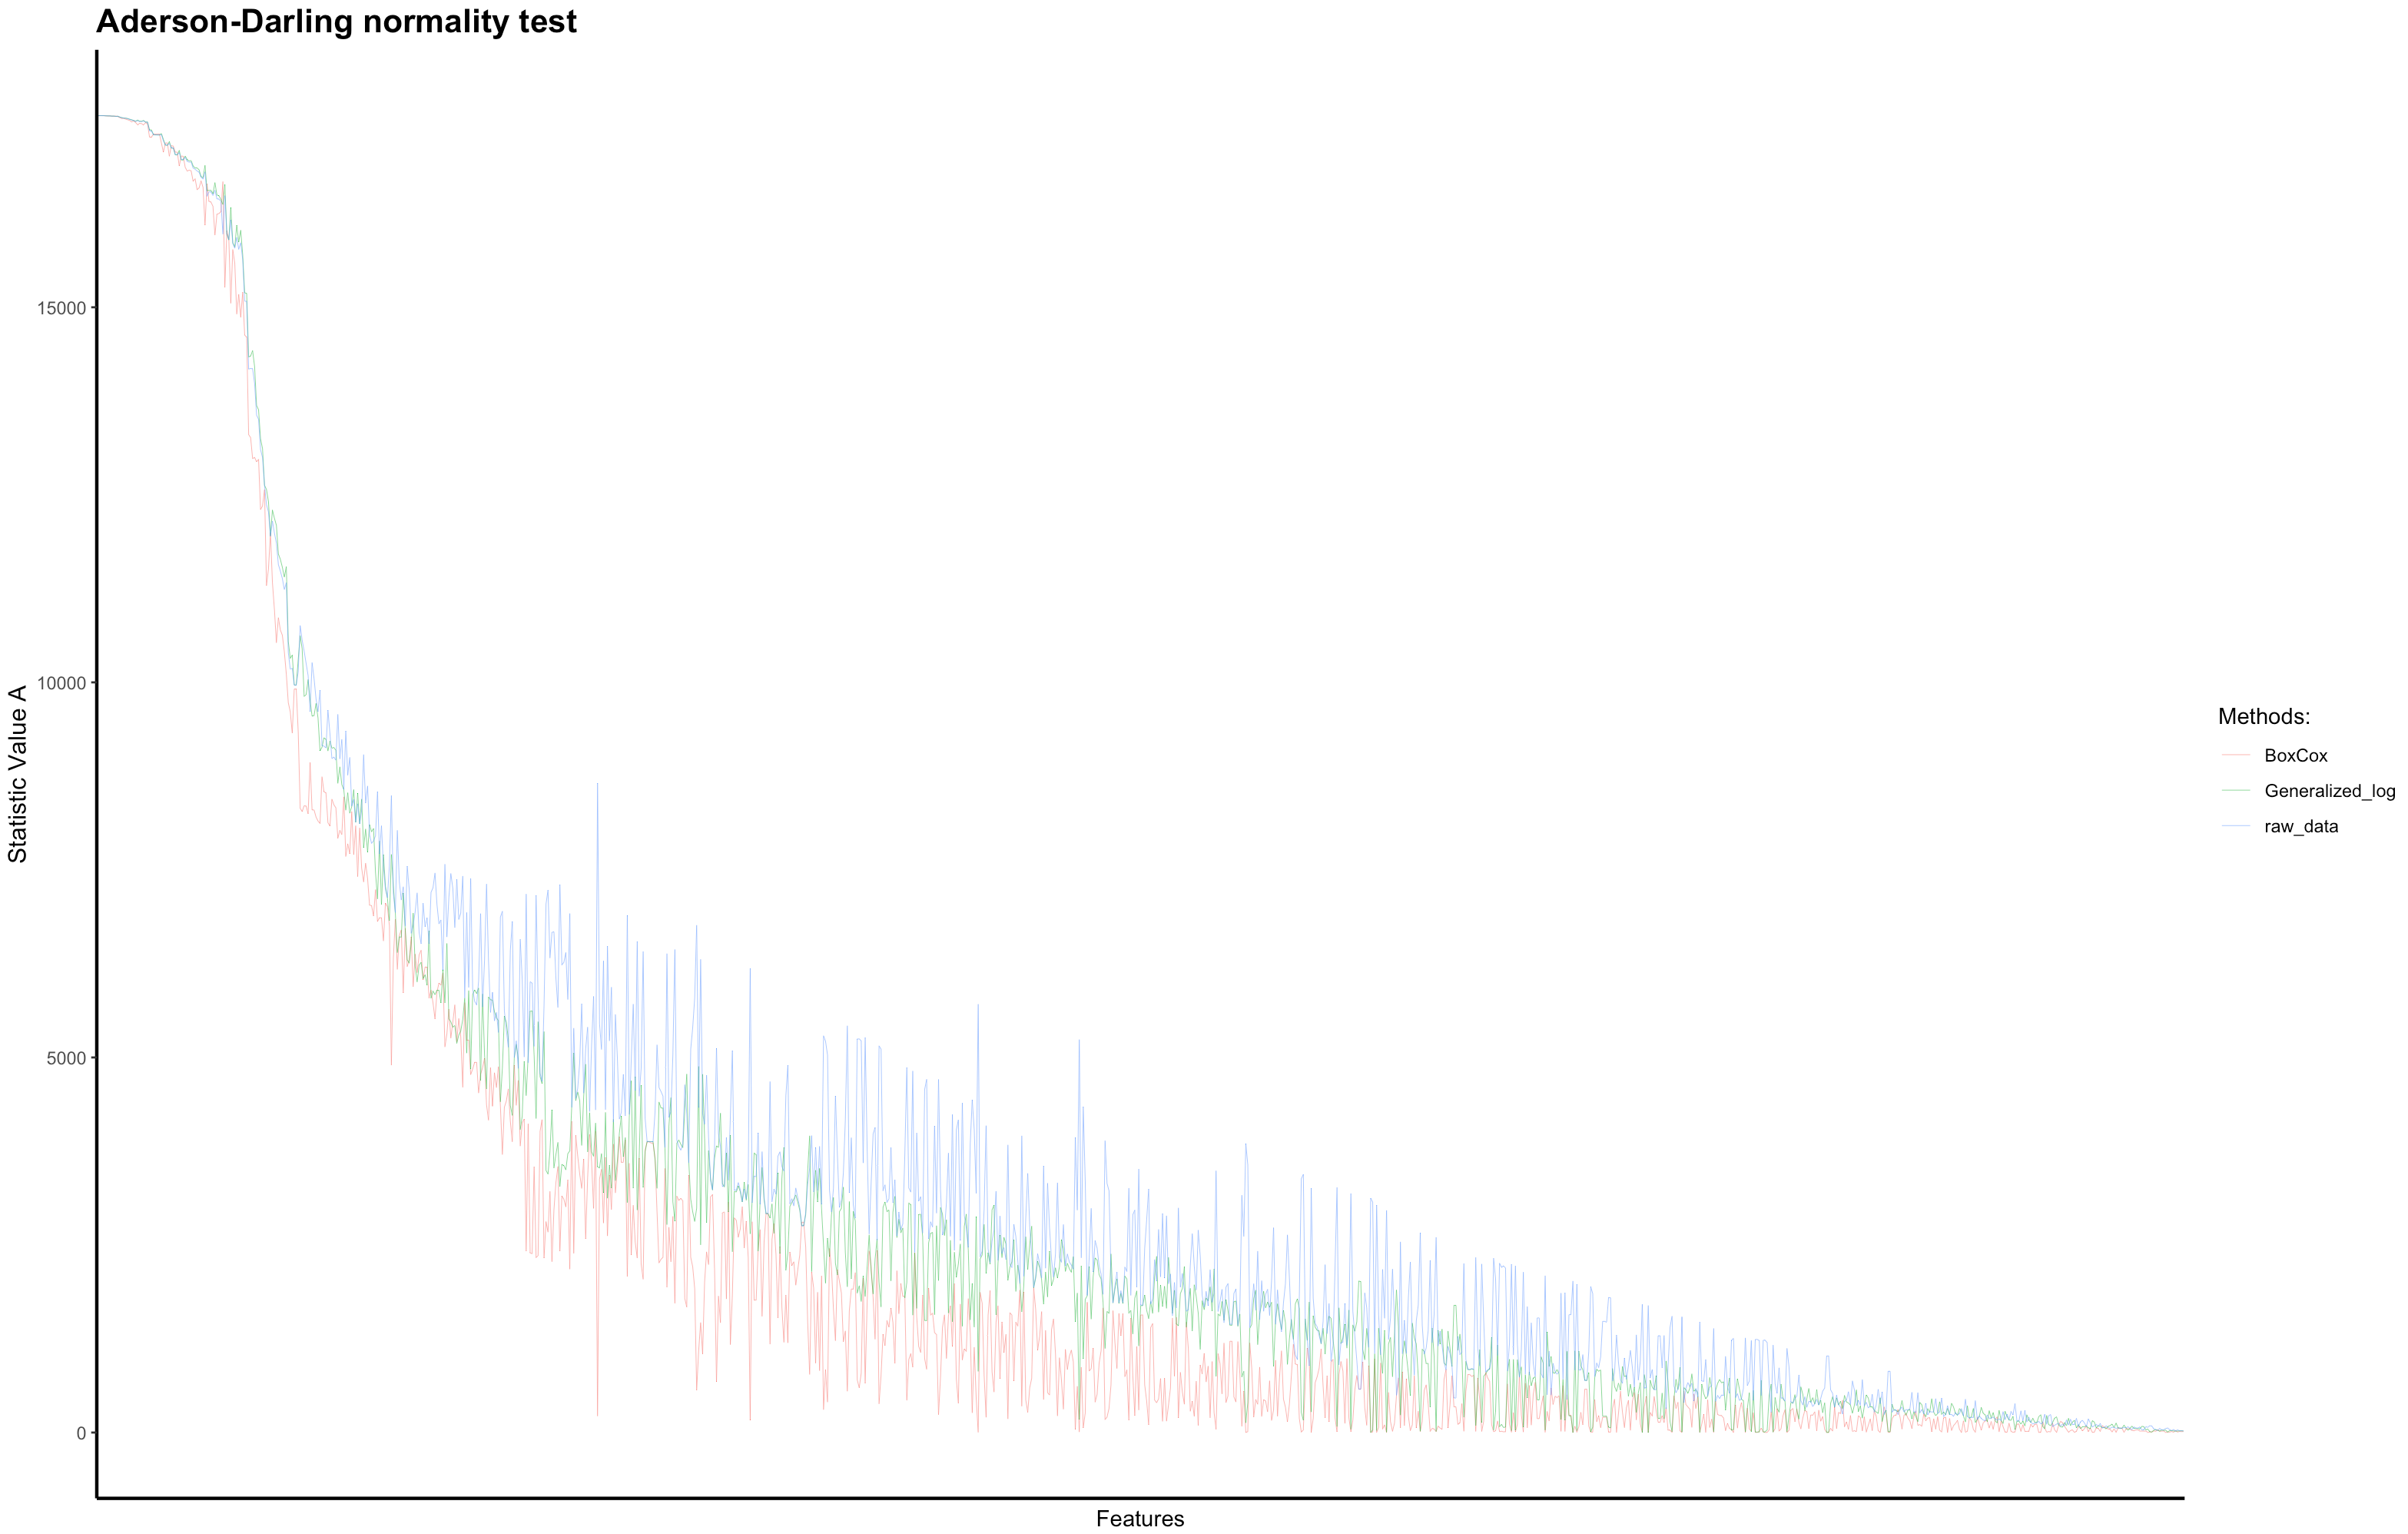 Aderson-Darling normality test
Statistic Value A
15000
10000
5000
0
Features
Methods:
BoxCox
Generalized_log
raw_data